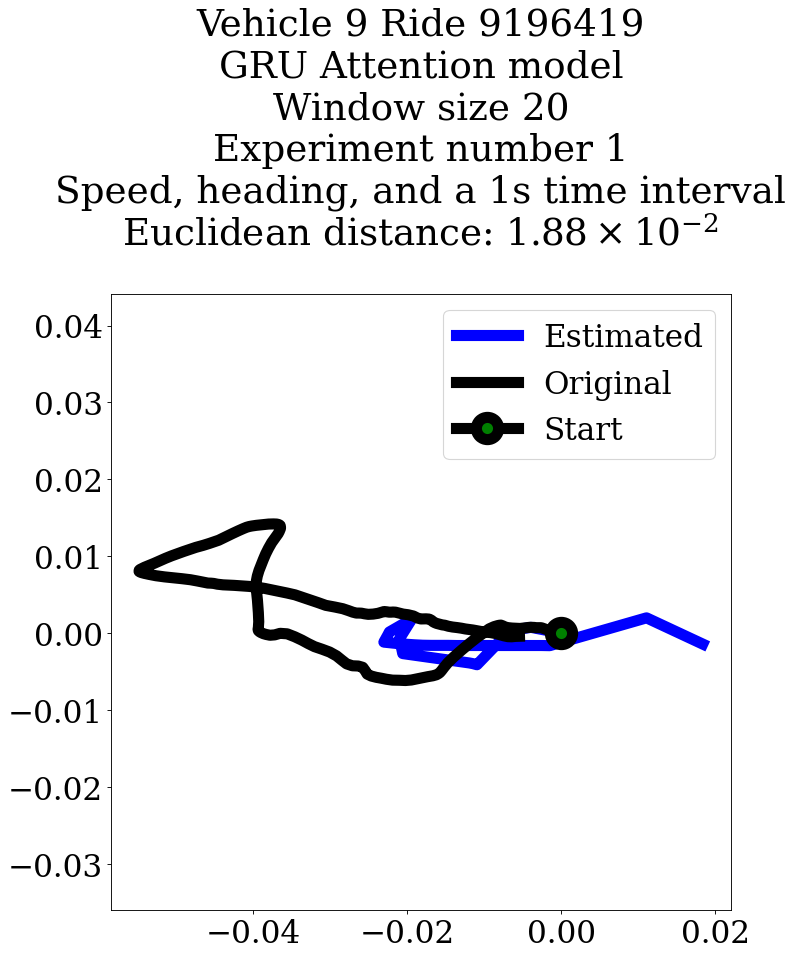 Vehicle 9 Ride 9196419
GRU Attention model
Window size 20
Experiment number 1
Speed, heading, and a 1s time interval
Euclidean distance: 1.88 × 10⁻²
Estimated
Original
Start
0.04
0.03
0.02
0.01
0.00
−0.01
−0.02
−0.03
−0.04 −0.02 0.00 0.02